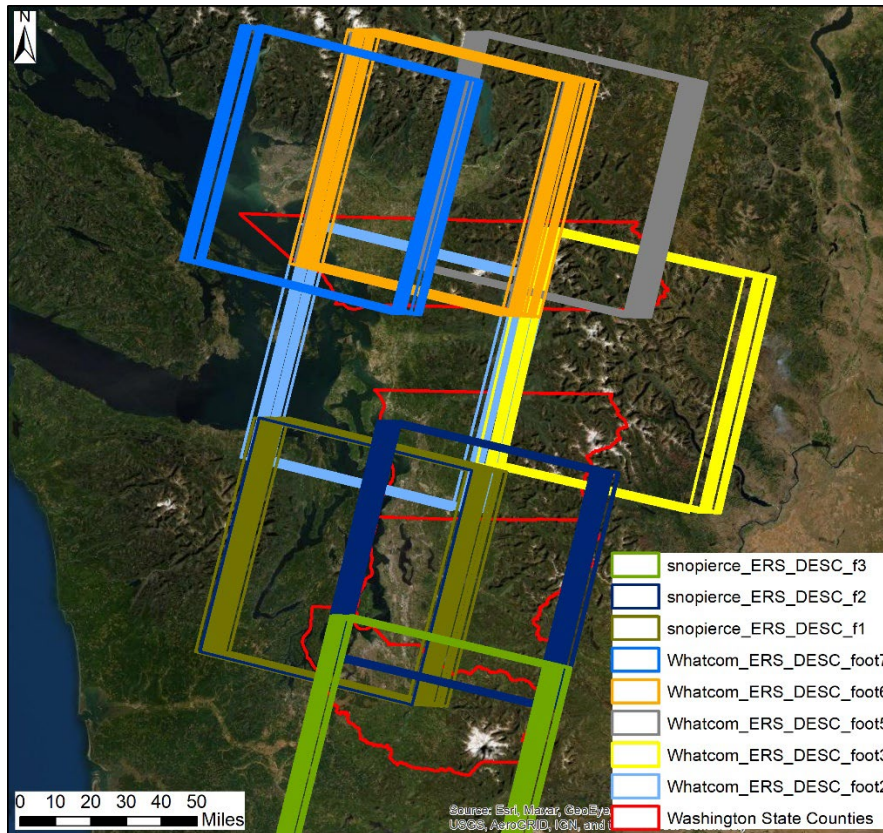 N
snopierce_ERS_DESC_f3
snopierce_ERS_DESC_f2
snopierce_ERS_DESC_f1
Whatcom_ERS_DESC_foot7
Whatcom_ERS_DESC_foot6
Whatcom_ERS_DESC_foot5
Whatcom_ERS_DESC_foot3
Whatcom_ERS_DESC_foot2
Washington State Counties
0 10 20 30 40 50
Miles
Source: Esri, Maxar, GeoEye
USGS, AeroGRID, IGN, and